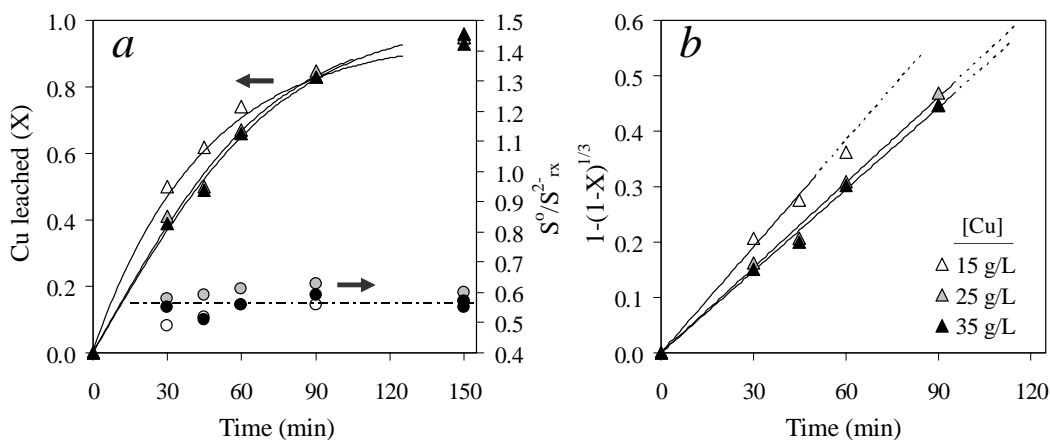 a
Cu leached (X)
1.0
0.8
0.6
0.4
0.2
0.0
1.5
1.4
1.3
1.2
1.1
1.0
0.9
0.8
0.7
0.6
0.5
0.4
S°/S²⁻rx
0 30 60 90 120 150
Time (min)
b
1-(1-X)^1/3
0.6
0.5
0.4
0.3
0.2
0.1
0.0
[Cu]
15 g/L
25 g/L
35 g/L
0 30 60 90 120
Time (min)